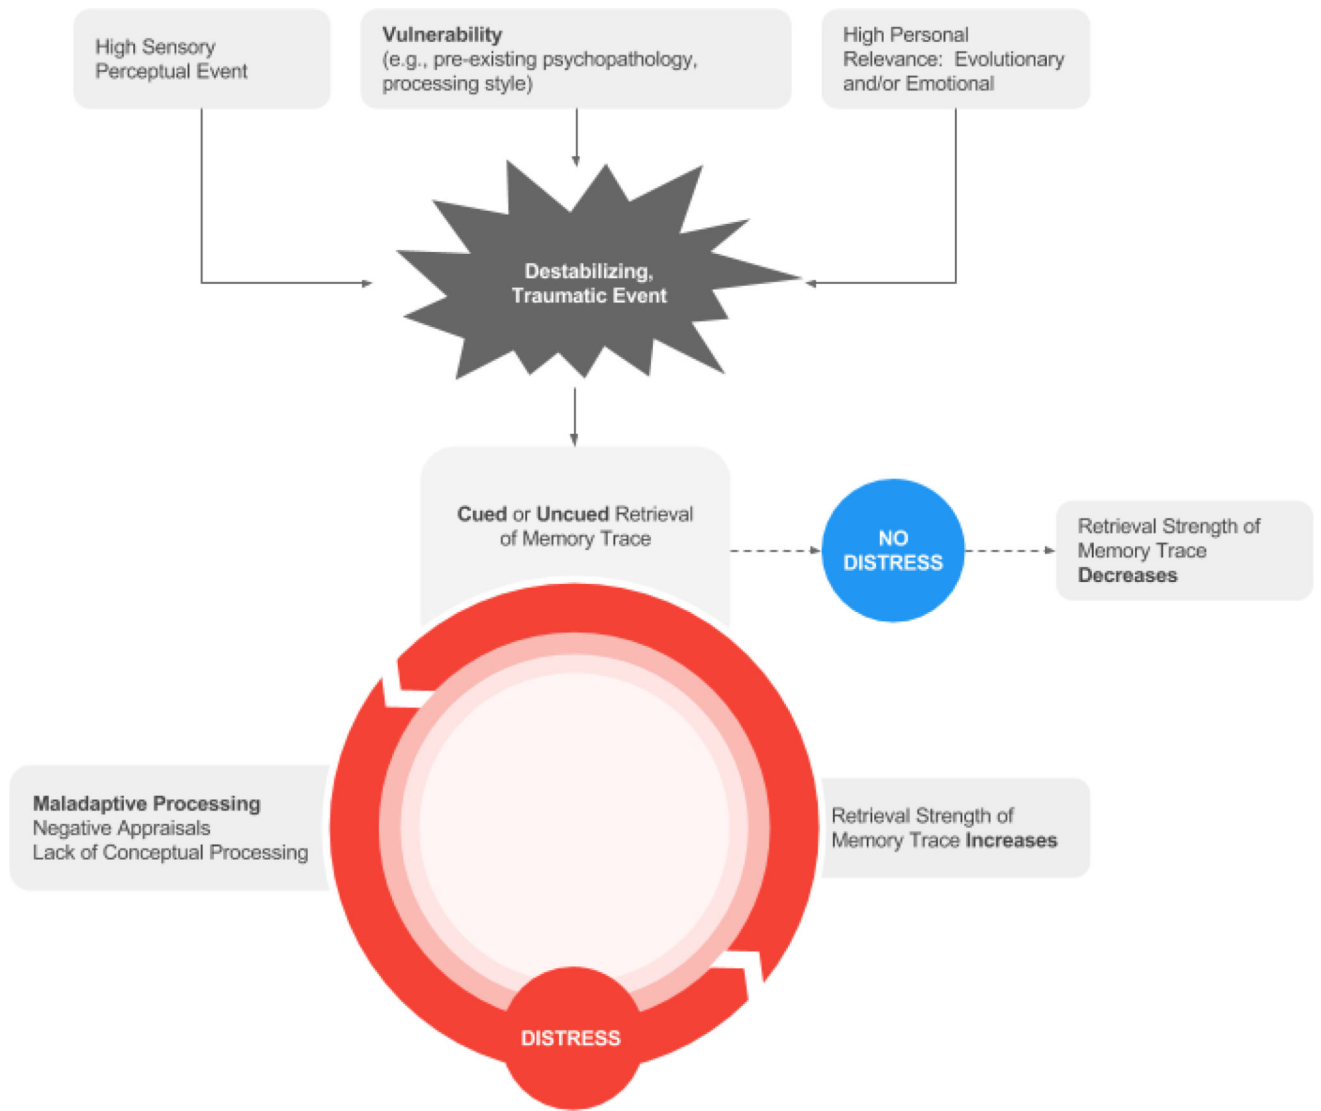 High Sensory
Perceptual Event
Vulnerability
(e.g., pre-existing psychopathology,
processing style)
High Personal
Relevance: Evolutionary
and/or Emotional
Destabilizing,
Traumatic Event
Cued or Uncued Retrieval
of Memory Trace
NO
DISTRESS
Retrieval Strength of
Memory Trace
Decreases
Maladaptive Processing
Negative Appraisals
Lack of Conceptual Processing
Retrieval Strength of
Memory Trace Increases
DISTRESS